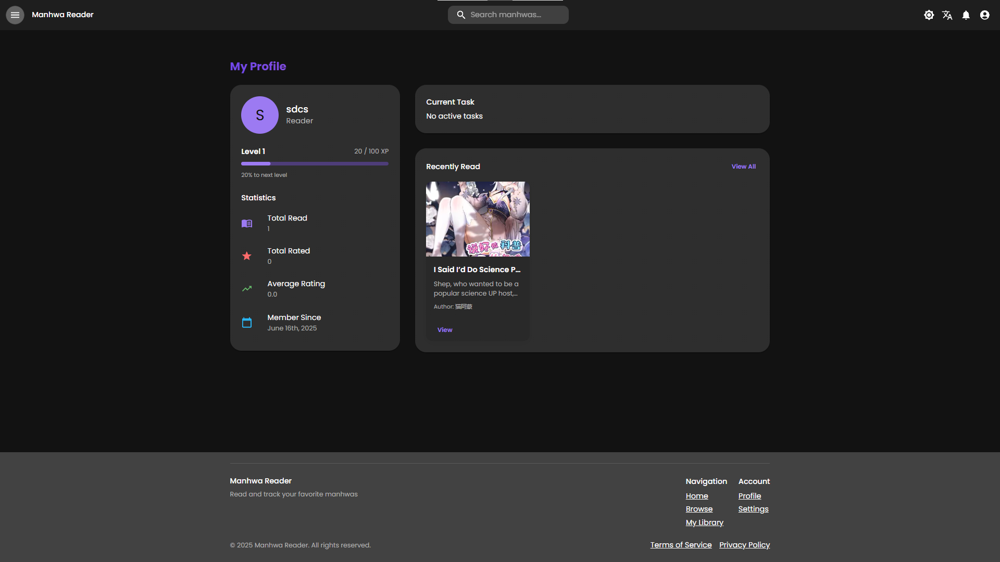 Manhwa Reader
Search manhwas...
My Profile
S
sdcs
Reader
Level 1
20 / 100 XP
20% to next level
Statistics
Total Read
1
Total Rated
0
Average Rating
0.0
Member Since
June 16th, 2025
Current Task
No active tasks
Recently Read
View All
说好做科普
I Said I’d Do Science P...
Shep, who wanted to be a
popular science UP host,...
Author: 猫阿蒙
View
Manhwa Reader
Read and track your favorite manhwas
Navigation
Home
Browse
My Library
Account
Profile
Settings
© 2025 Manhwa Reader. All rights reserved.
Terms of Service
Privacy Policy